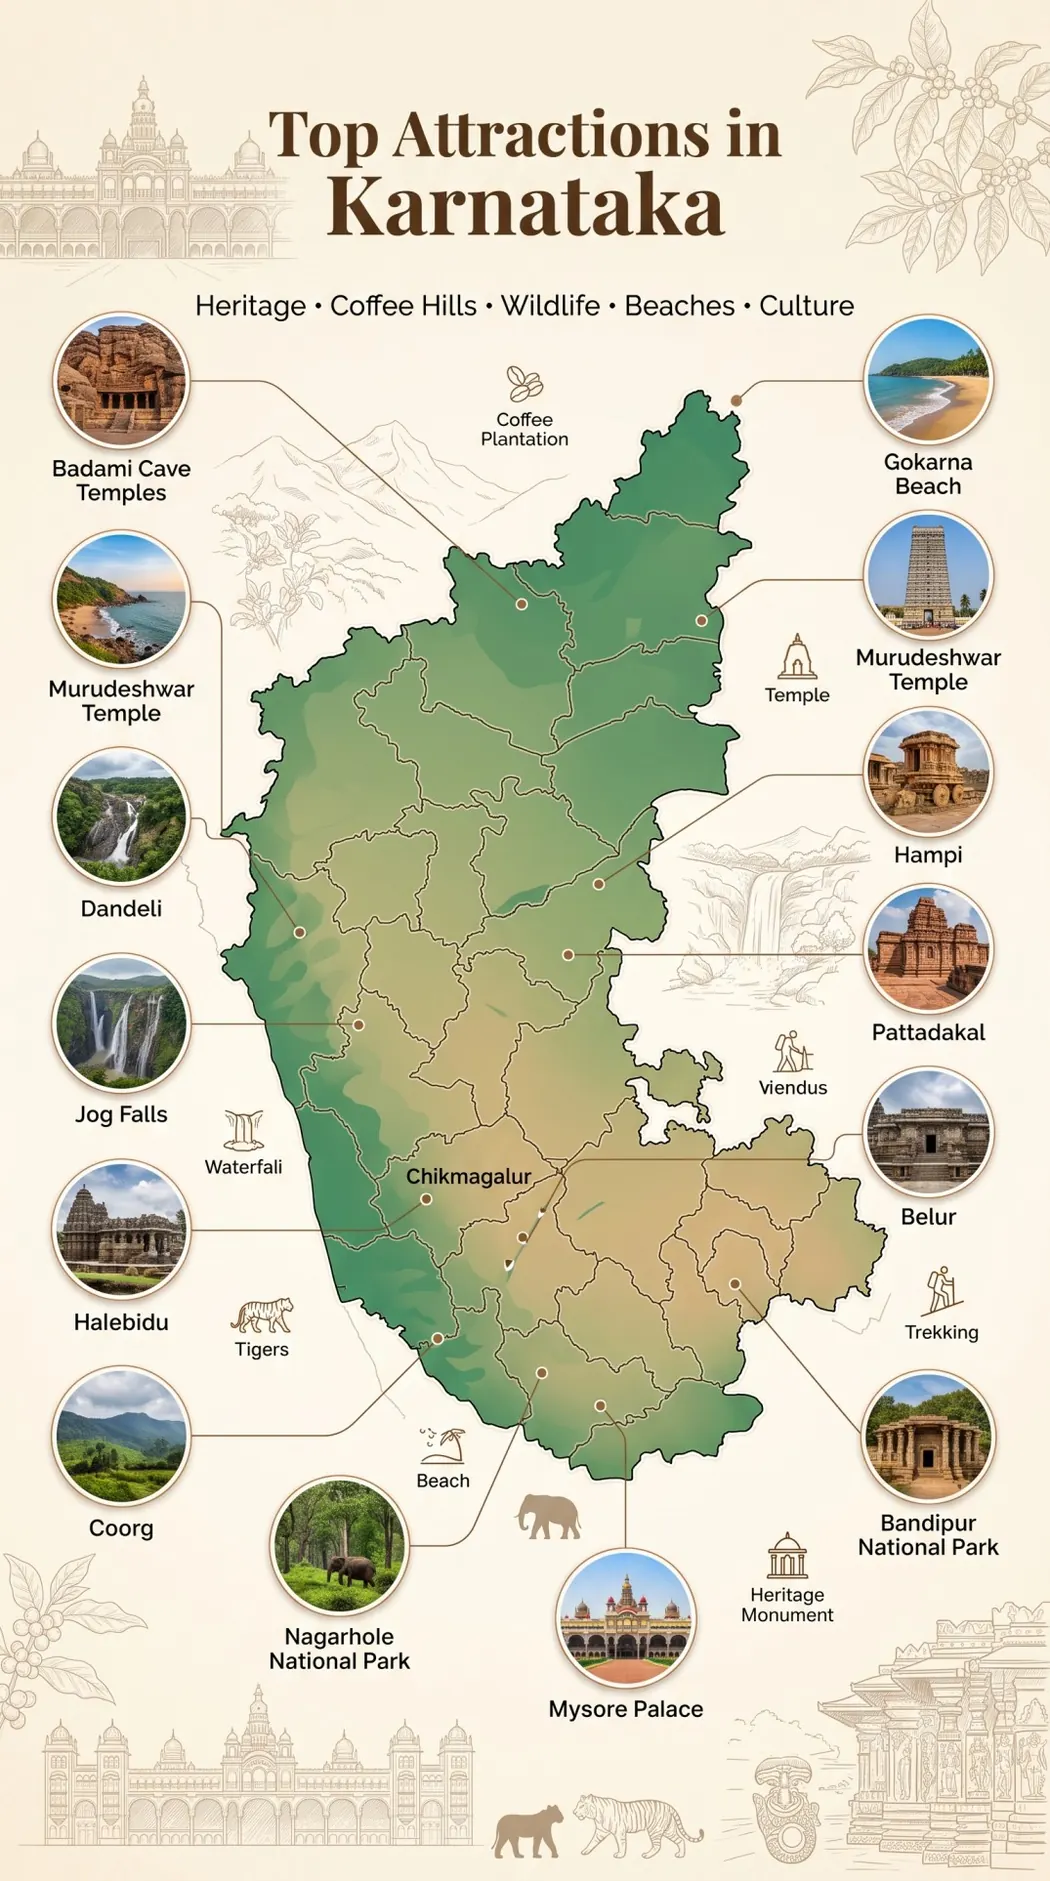 Top Attractions in
Karnataka
Heritage • Coffee Hills • Wildlife • Beaches • Culture
Badami Cave
Temples
Coffee
Plantation
Gokarna
Beach
Murudeshwar
Temple
Temple
Murudeshwar
Temple
Dandeli
Hampi
Jog Falls
Pattadakal
Viendus
Waterfali
Chikmagalur
Belur
Halebidu
Tigers
Trekking
Coorg
Beach
Bandipur
National Park
Nagarhole
National Park
Heritage
Monument
Mysore Palace